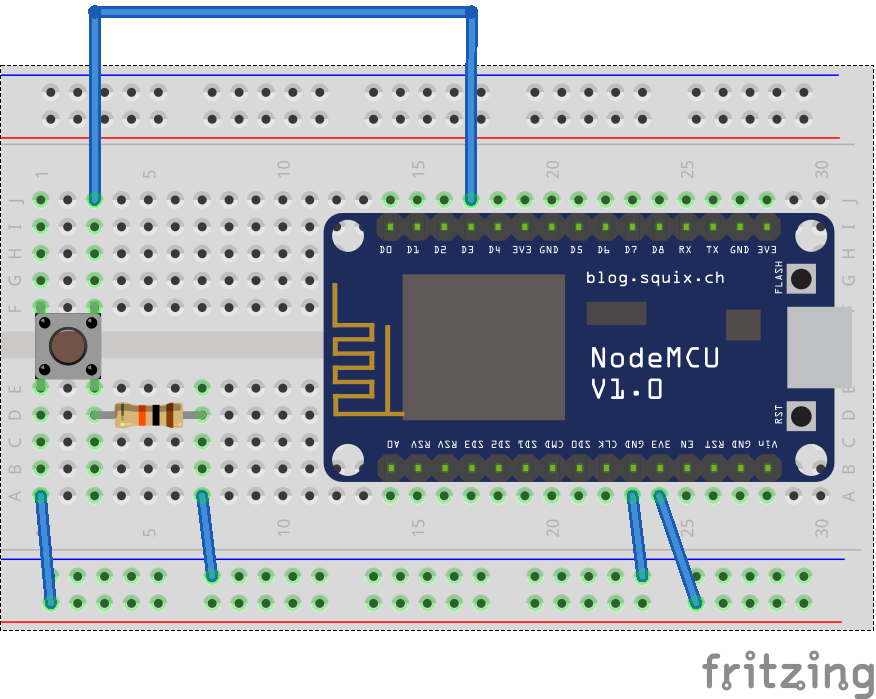 1 5 10 15 20 25 30
J J
I I
H H
G G
F F
D0 D1 D2 D3 D4 3V3 GND D5 D6 D7 D8 RX TX GND 3V3
blog.squix.ch
FLASH
NodeMCU
V1.0
RST
E E
D D
C C
B B
A A
A0 RSV RSV SD3 SD2 SD1 CMD SD0 CLK GND 3V3 EN RST GND Vin
5 10 15 20 25 30
fritzing